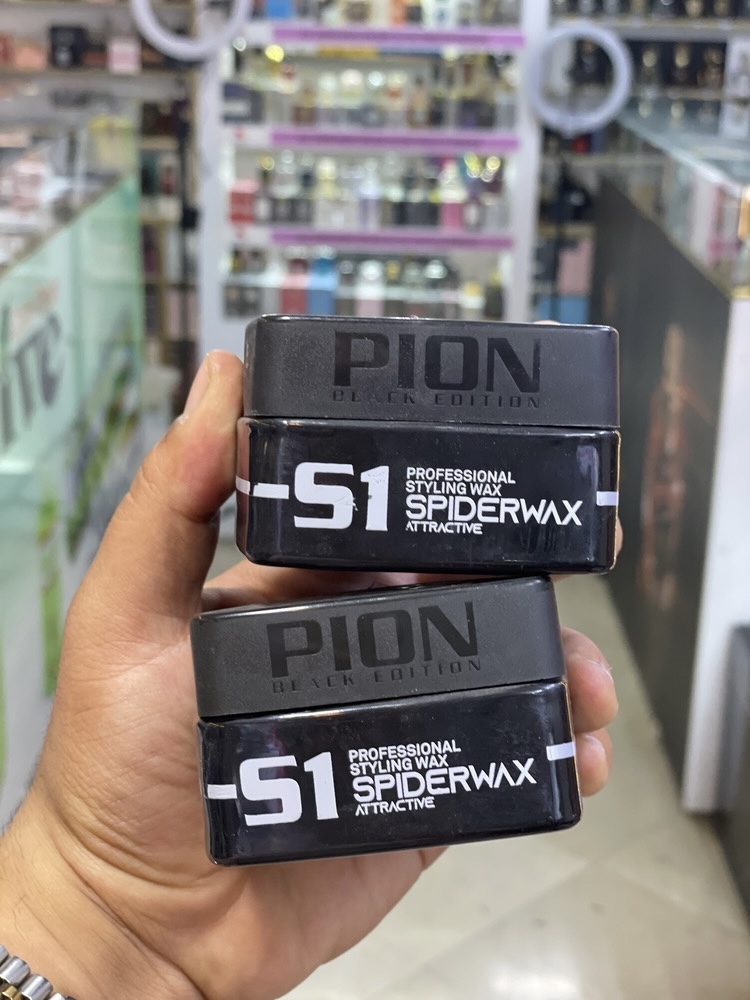 PION
BLACK EDITION
S1
PROFESSIONAL
STYLING WAX
SPIDERWAX
ATTRACTIVE
PION
BLACK EDITION
S1
PROFESSIONAL
STYLING WAX
SPIDERWAX
ATTRACTIVE